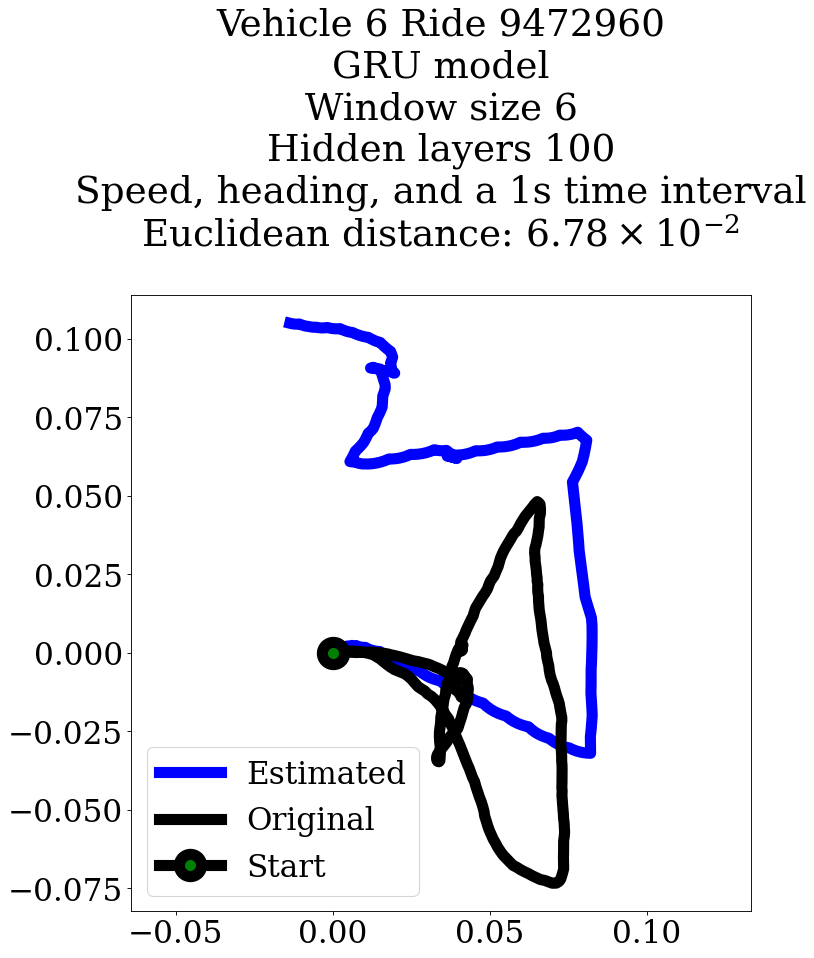 Vehicle 6 Ride 9472960
GRU model
Window size 6
Hidden layers 100
Speed, heading, and a 1s time interval
Euclidean distance: 6.78 × 10⁻²
0.100
0.075
0.050
0.025
0.000
−0.025
−0.050
−0.075
Estimated
Original
Start
−0.05 0.00 0.05 0.10